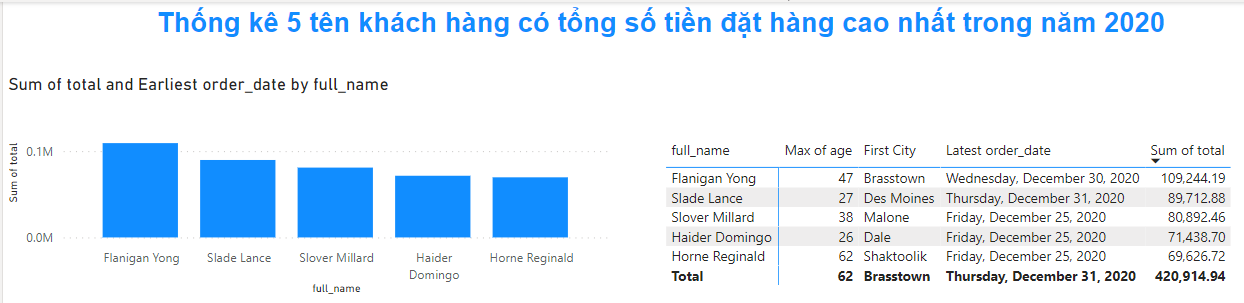 Thống kê 5 tên khách hàng có tổng số tiền đặt hàng cao nhất trong năm 2020
Sum of total and Earliest order_date by full_name
Sum of total
0.1M
0.0M
Flanigan Yong Slade Lance Slover Millard Haider Domingo Horne Reginald
full_name
full_name Max of age First City Latest order_date Sum of total
Flanigan Yong 47 Brasstown Wednesday, December 30, 2020 109,244.19
Slade Lance 27 Des Moines Thursday, December 31, 2020 89,712.88
Slover Millard 38 Malone Friday, December 25, 2020 80,892.46
Haider Domingo 26 Dale Friday, December 25, 2020 71,438.70
Horne Reginald 62 Shaktoolik Friday, December 25, 2020 69,626.72
Total 62 Brasstown Thursday, December 31, 2020 420,914.94